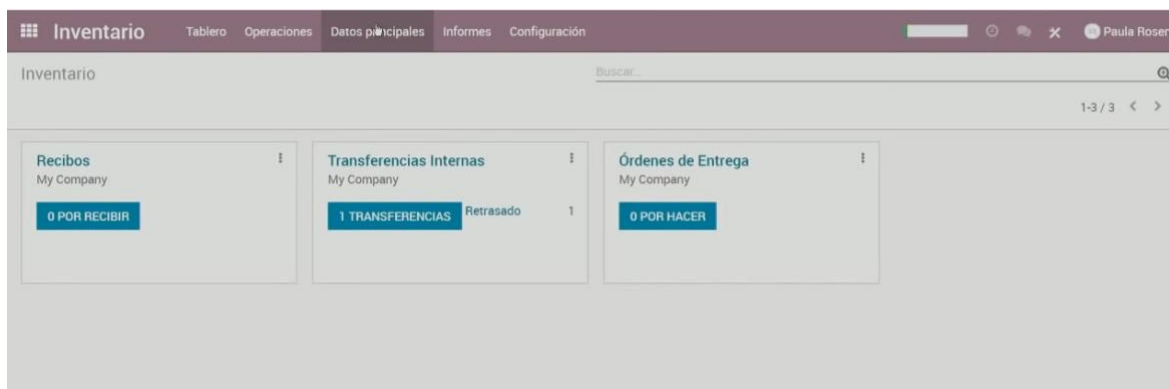 Inventario Tablero Operaciones Datos principales Informes Configuración Paula Roser
Inventario Buscar...
1-3 / 3
Recibos
My Company
0 POR RECIBIR
Transferencias Internas
My Company
1 TRANSFERENCIAS Retrasado 1
Órdenes de Entrega
My Company
0 POR HACER